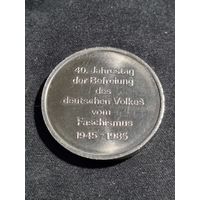 40. Jahrestag
der Befreiung
des
deutschen Volkes
vom
Faschismus
1945-1985